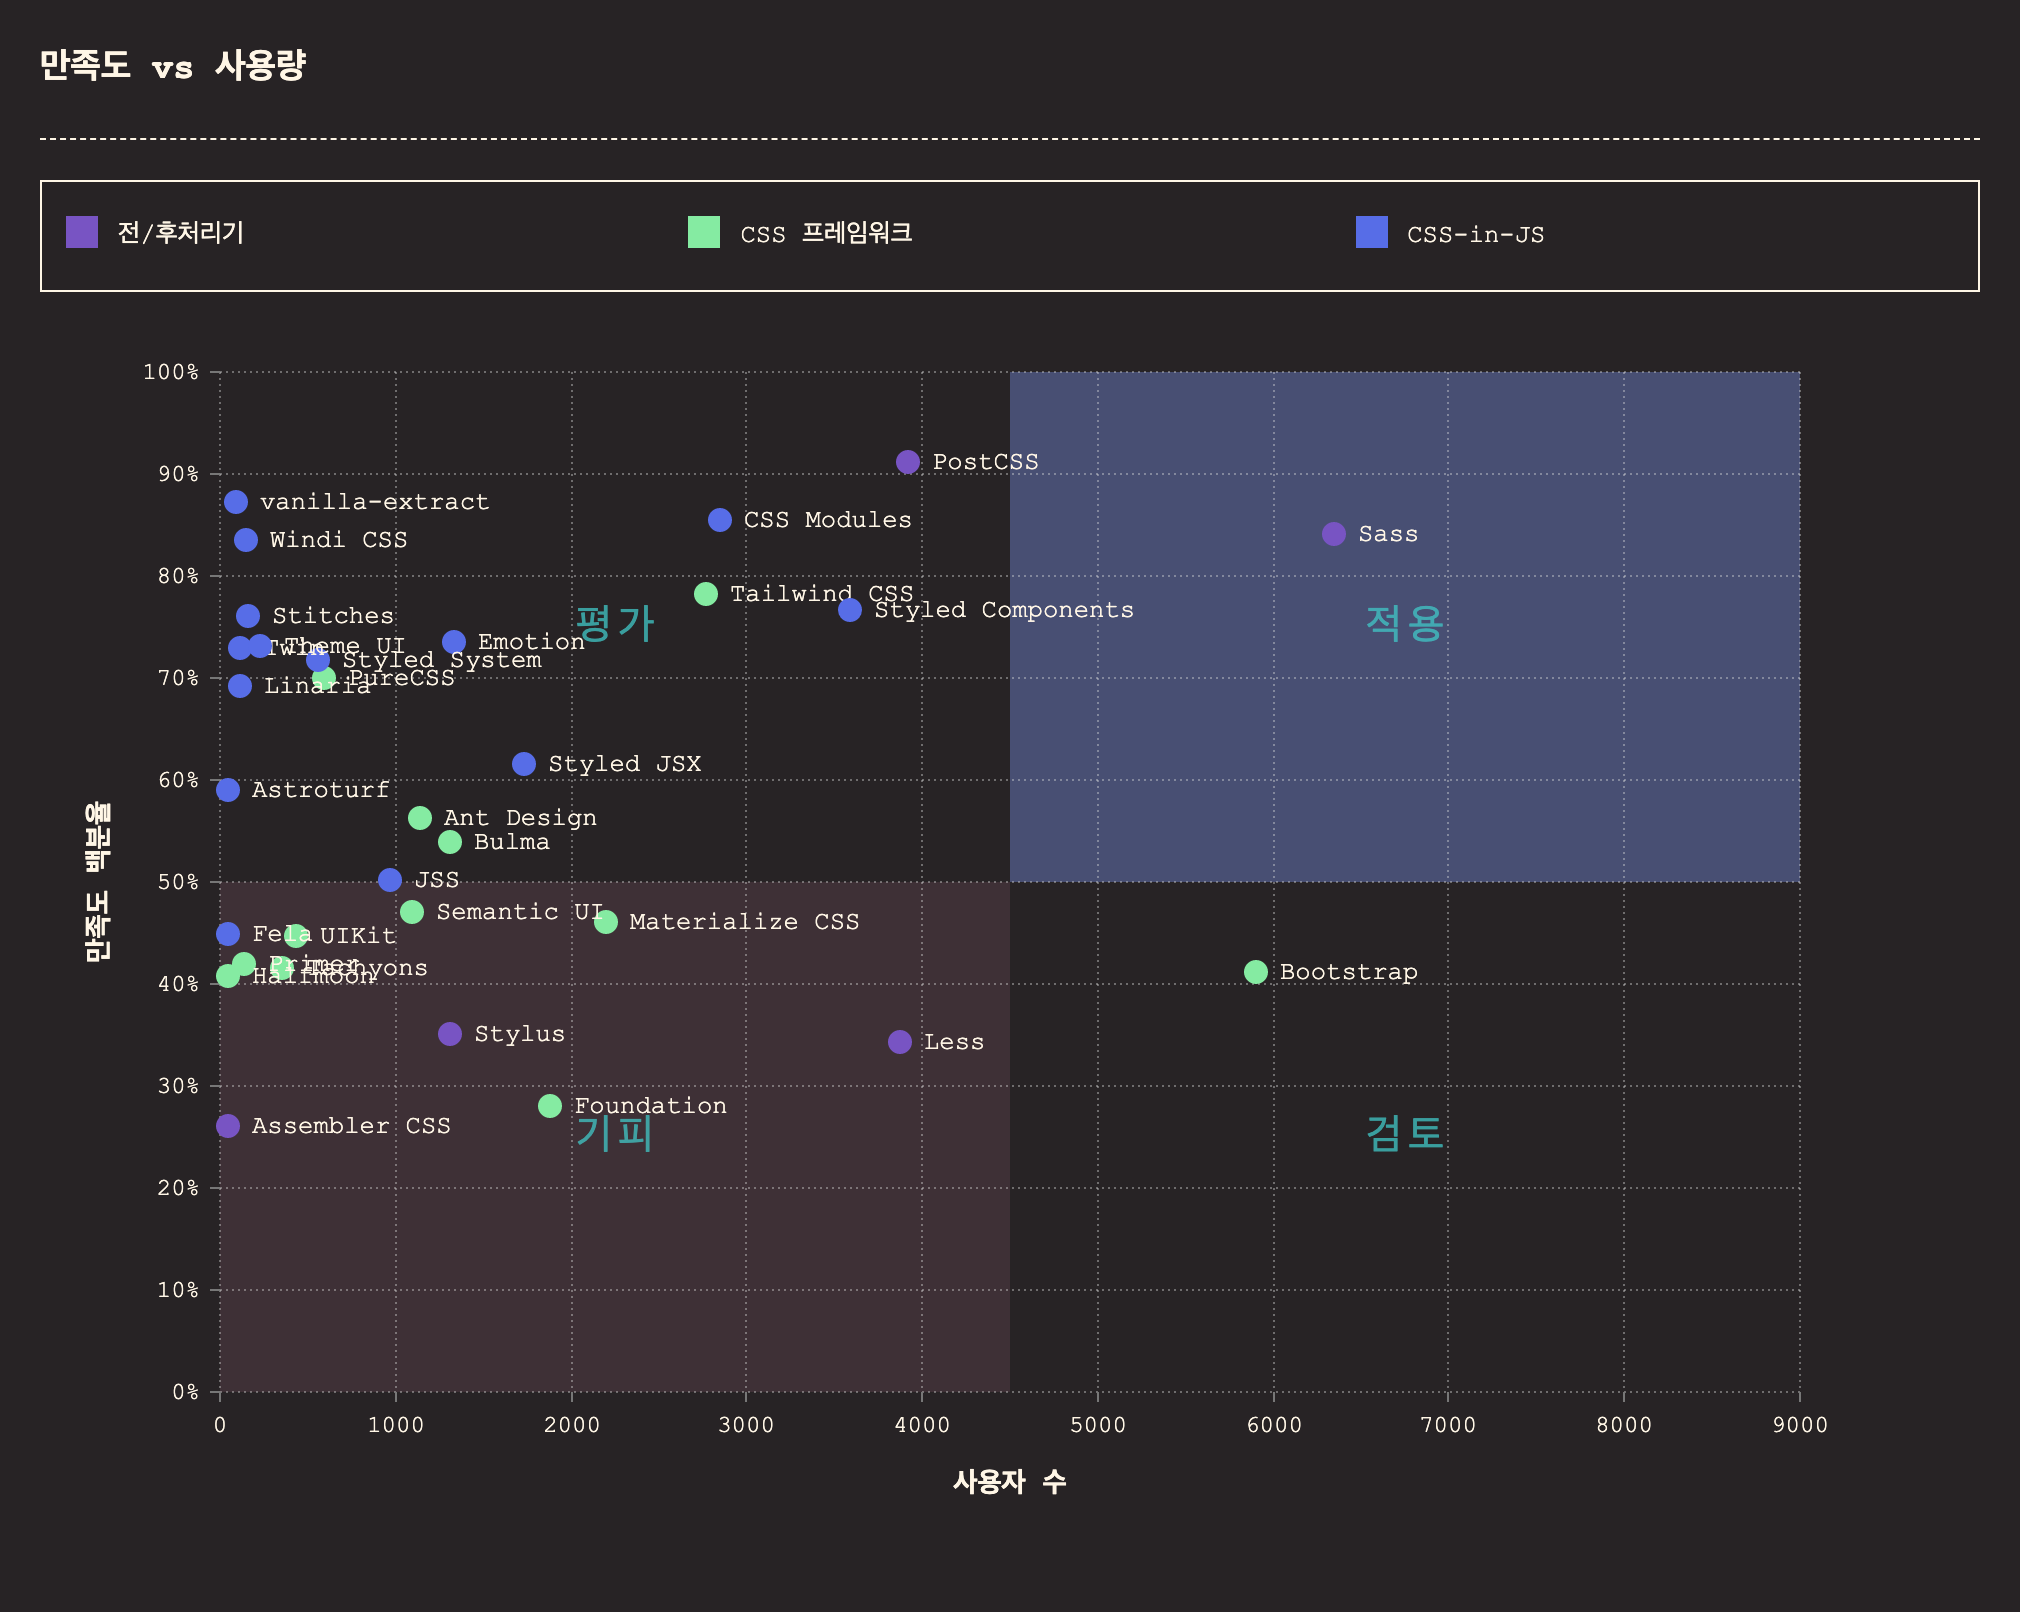 만족도 vs 사용량
전/후처리기
CSS 프레임워크
CSS-in-JS
100%
90%
80%
70%
60%
50%
40%
30%
20%
10%
0%
만족도 백분율
PostCSS
vanilla-extract
CSS Modules
Sass
Windi CSS
Tailwind CSS
Styled Components
Stitches
평가
적용
Emotion
Theme UI
Twin
Styled System
PureCSS
Linaria
Styled JSX
Astroturf
Ant Design
Bulma
JSS
Semantic UI
Materialize CSS
Fela
UIKit
Primer
Tachyons
Halfmoon
Bootstrap
Stylus
Less
Foundation
Assembler CSS
기피
검토
0
1000
2000
3000
4000
5000
6000
7000
8000
9000
사용자 수